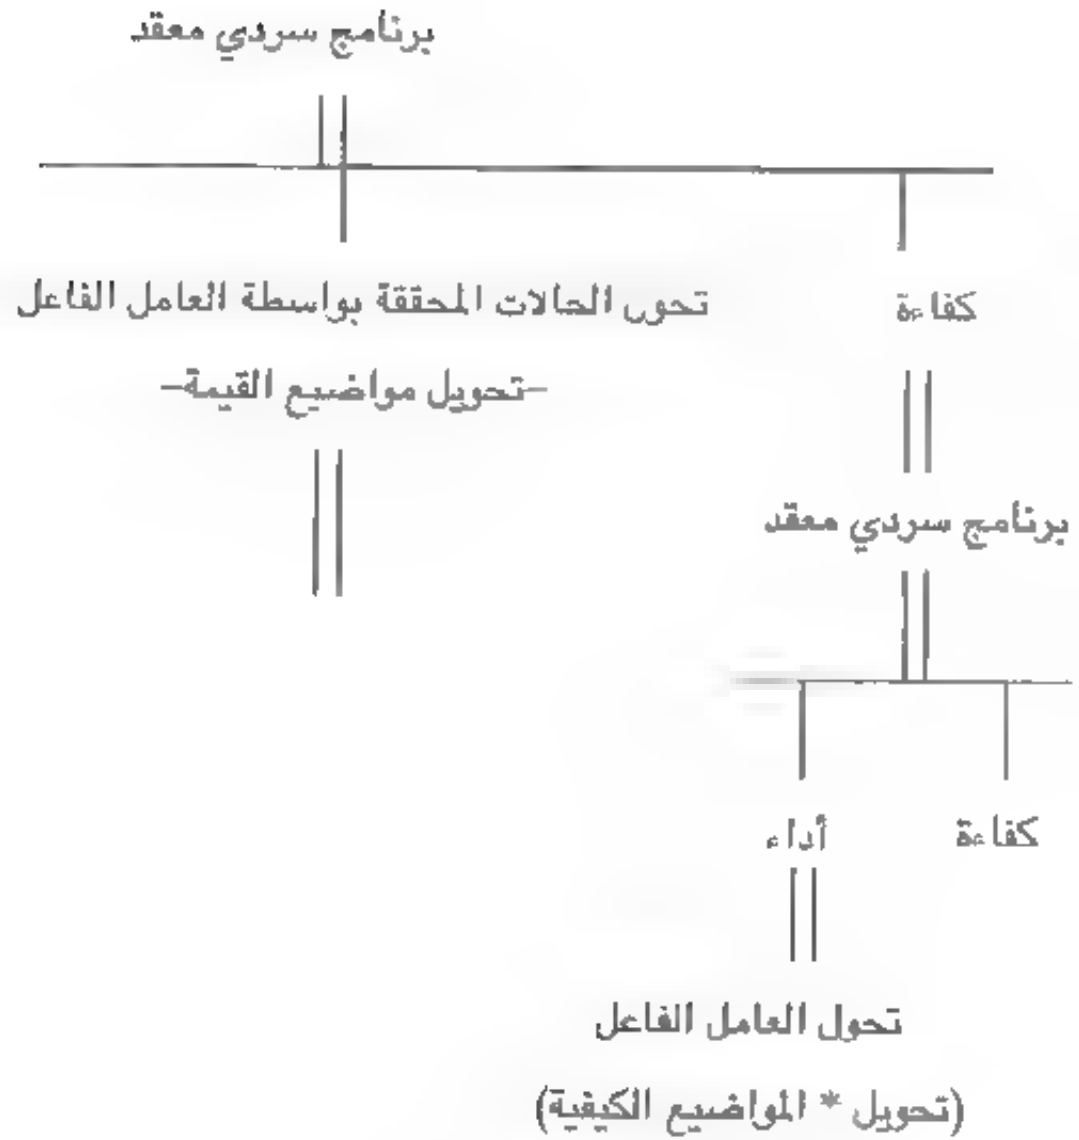 برنامج سردي معقد
كفاءة
تحول الحالات المحققة بواسطة العامل الفاعل
–تحويل مواضيع القيمة–
برنامج سردي معقد
كفاءة
أداء
تحول العامل الفاعل
(تحويل * المواضيع الكيفية)